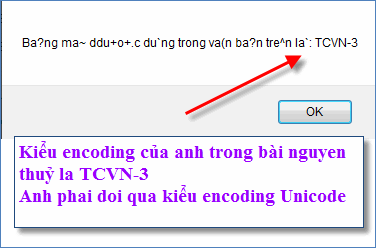 Ba?ng ma~ ddu+o+.c du`ng trong va(n ba?n tre^n la`: TCVN-3
OK
Kiểu encoding của anh trong bài nguyen
thuỷ la TCVN-3
Anh phai doi qua kiểu encoding Unicode